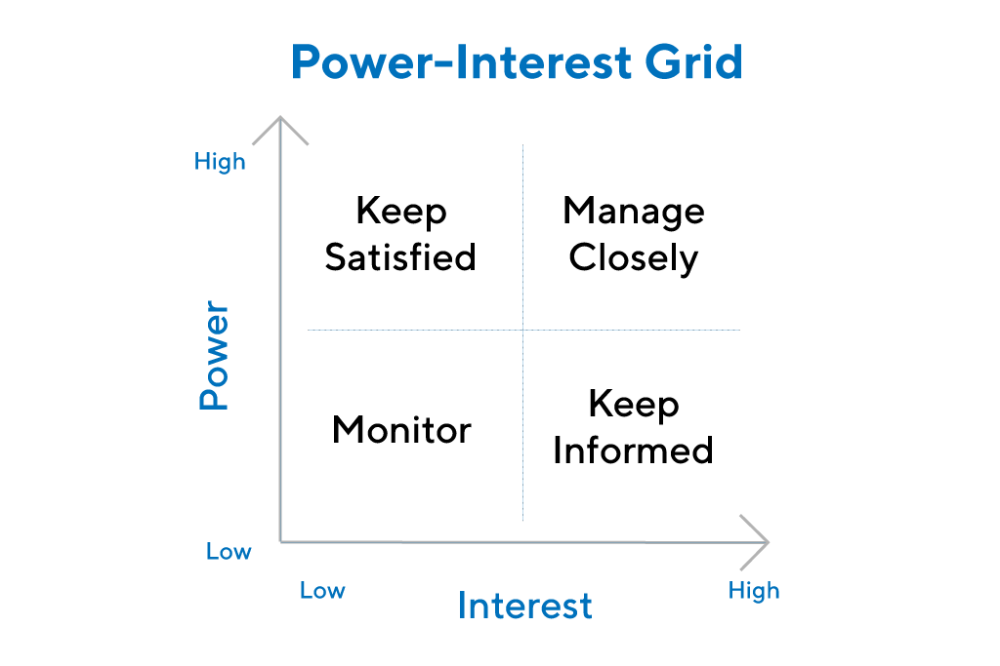 Power-Interest Grid
High
Keep
Satisfied
Manage
Closely
Power
Monitor
Keep
Informed
Low
Low
Interest
High